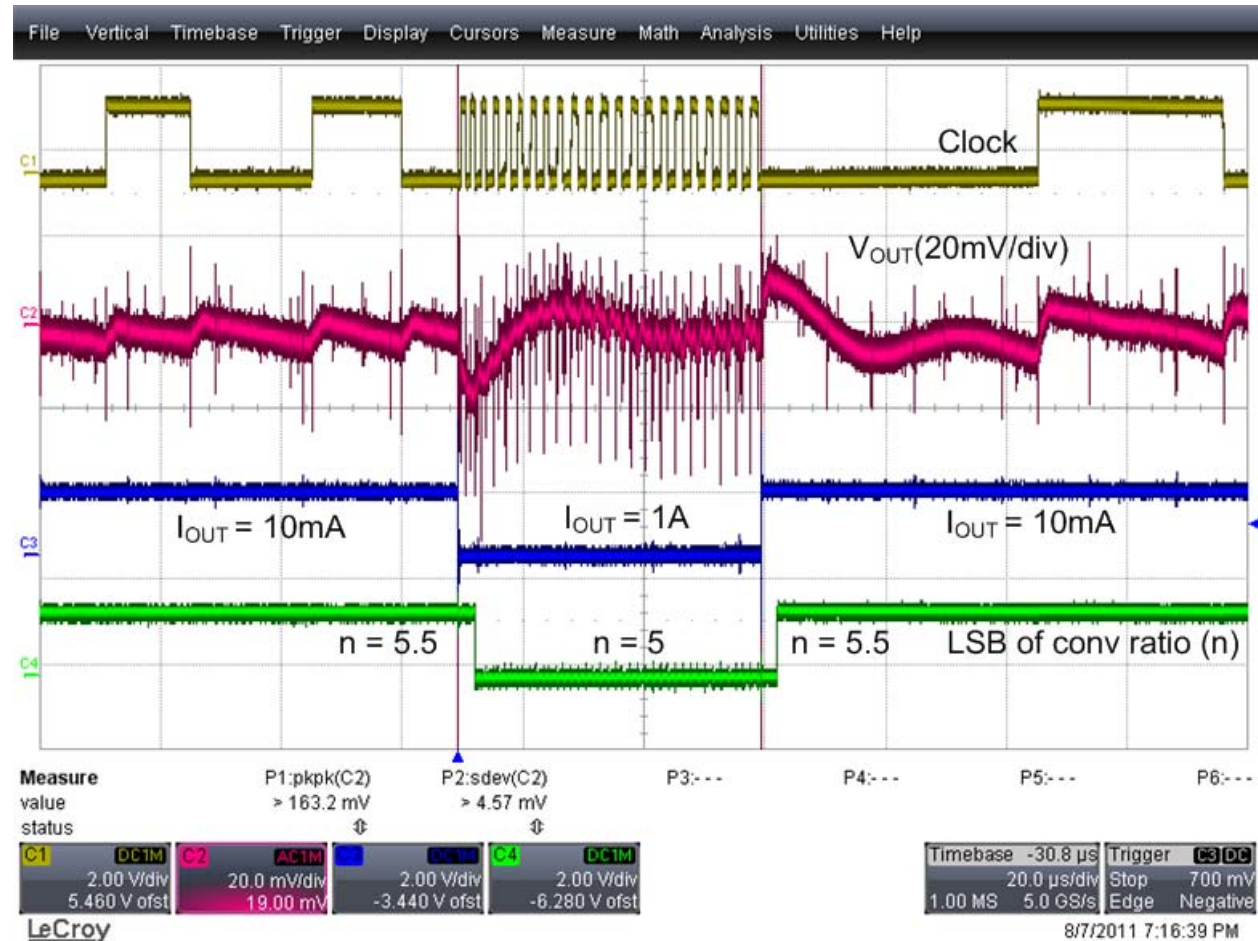 File Vertical Timebase Trigger Display Cursors Measure Math Analysis Utilities Help
C1
Clock
V_OUT(20mV/div)
C2
I_OUT = 10mA
I_OUT = 1A
I_OUT = 10mA
C3
n = 5.5
n = 5
n = 5.5
LSB of conv ratio (n)
C4
Measure P1:pkpk(C2) P2:sdev(C2) P3:- - - P4:- - - P5:- - - P6:- - -
value > 163.2 mV > 4.57 mV
status
C1 DC1M
2.00 V/div
5.460 V ofst
C2 AC1M
20.0 mV/div
19.00 mV
C3 DC1M
2.00 V/div
-3.440 V ofst
C4 DC1M
2.00 V/div
-6.280 V ofst
Timebase -30.8 µs
20.0 µs/div
1.00 MS 5.0 GS/s
Trigger C3 DC
Stop 700 mV
Edge Negative
LeCroy
8/7/2011 7:16:39 PM